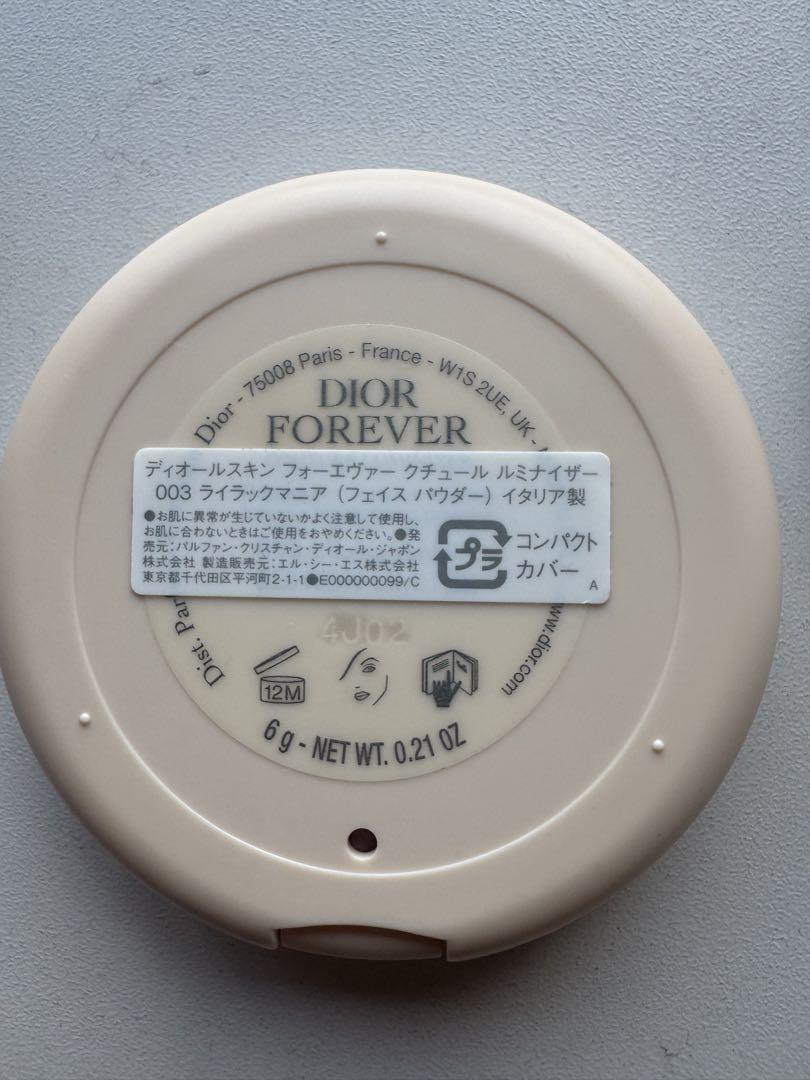 Dior - 75008 Paris - France - W1S 2UE, UK -
DIOR
FOREVER
ディオールスキン フォーエヴァー クチュール ルミナイザー
003 ライラックマニア (フェイス パウダー) イタリア製
●お肌に異常が生じていないかよく注意して使用し、
お肌に合わないときはご使用をおやめください。●発
売元:パルファン・クリスチャン・ディオール・ジャポン
株式会社 製造販売元:エル・シー・エス株式会社
東京都千代田区平河町2-1-1●E000000099/C
プラ
コンパクト
カバー
A
4J02
Dist.
www.dior.com
12M
6 g - NET WT. 0.21 OZ